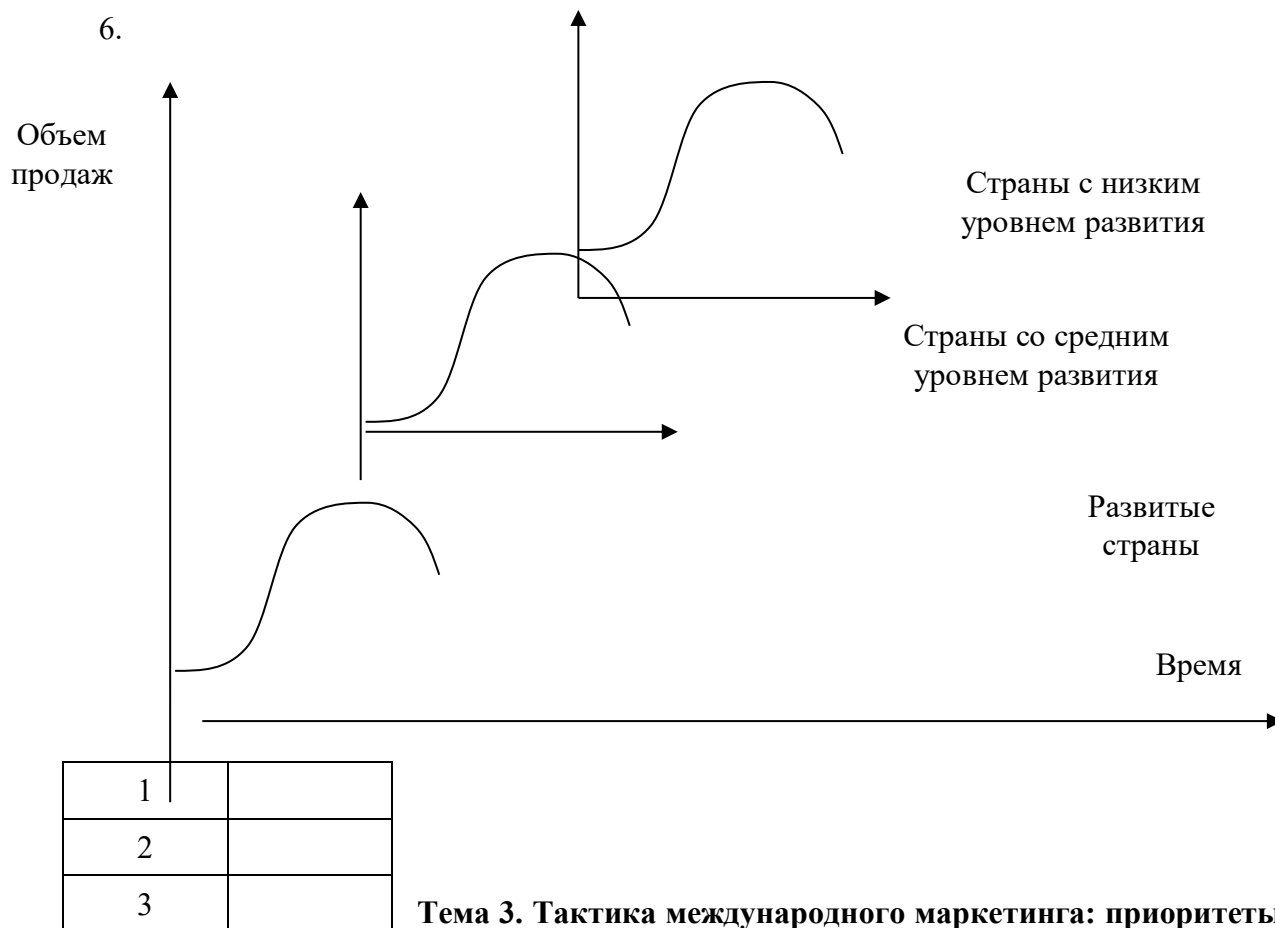 6.
Объем
продаж
Страны с низким
уровнем развития
Страны со средним
уровнем развития
Развитые
страны
Время
1
2
3
Тема 3. Тактика международного маркетинга: приоритеты